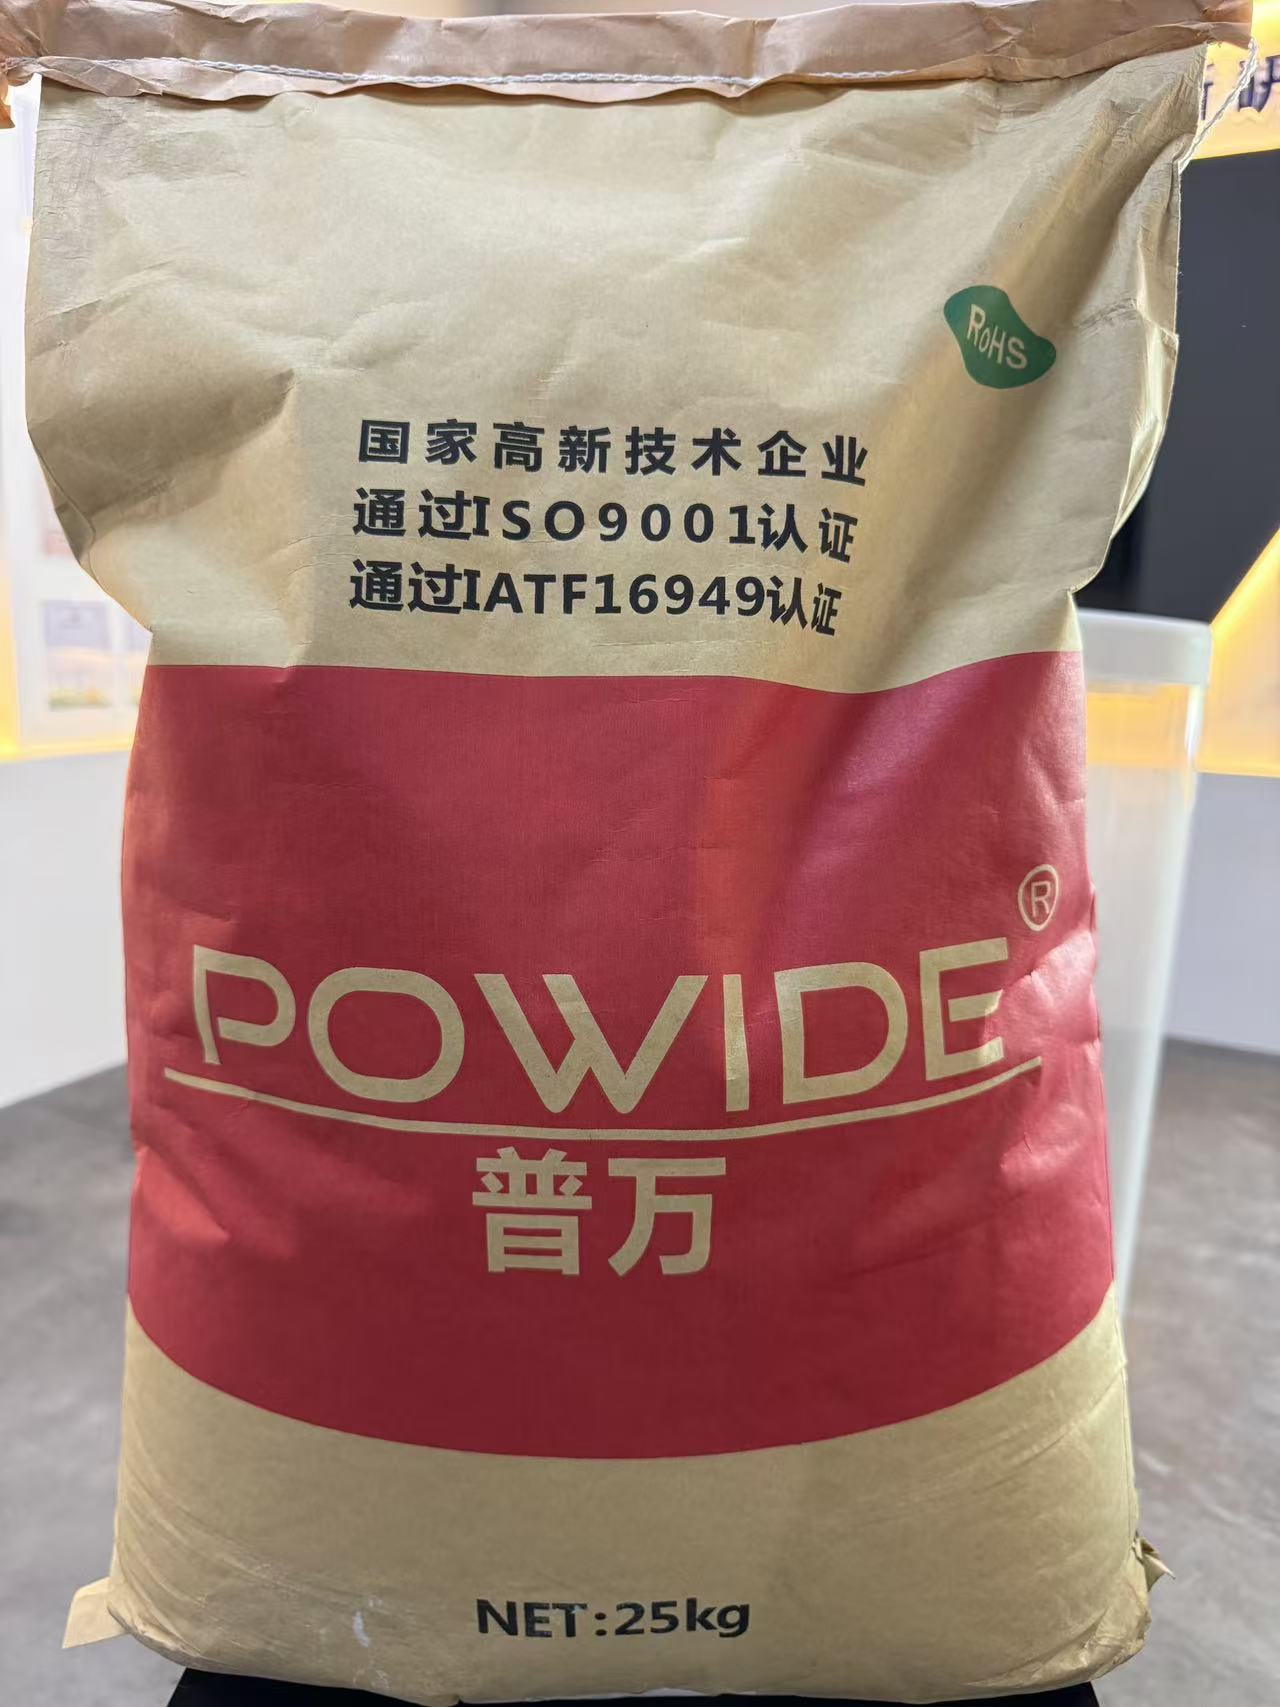 RoHS
国家高新技术企业
通过ISO9001认证
通过IATF16949认证
POWIDE®
普万
NET:25kg